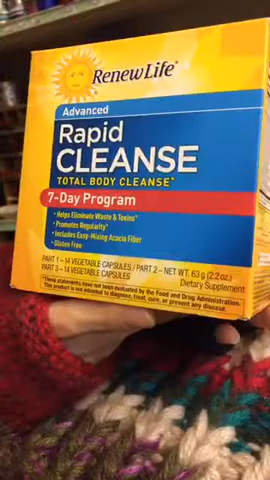 RenewLife®
Advanced
Rapid
CLEANSE
TOTAL BODY CLEANSE*
7-Day Program
• Helps Eliminate Waste & Toxins*
• Promotes Regularity*
• Includes Easy-Mixing Acacia Fiber
• Gluten Free
PART 1 – 14 VEGETABLE CAPSULES / PART 2 – NET WT. 63 g (2.2 oz.)
PART 3 – 14 VEGETABLE CAPSULES
Dietary Supplement
*These statements have not been evaluated by the Food and Drug Administration.
This product is not intended to diagnose, treat, cure, or prevent any disease.